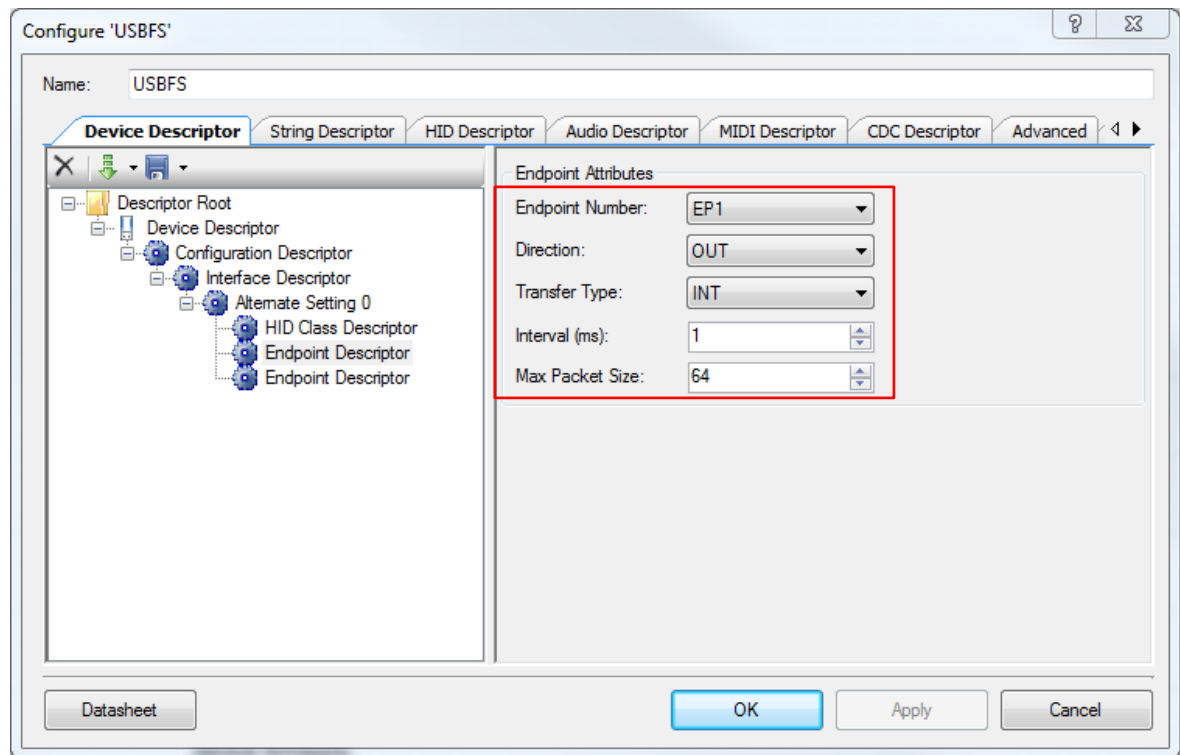 Configure 'USBFS'
Name: USBFS
Device Descriptor String Descriptor HID Descriptor Audio Descriptor MIDI Descriptor CDC Descriptor Advanced
Descriptor Root
Device Descriptor
Configuration Descriptor
Interface Descriptor
Alternate Setting 0
HID Class Descriptor
Endpoint Descriptor
Endpoint Descriptor
Endpoint Attributes
Endpoint Number: EP1
Direction: OUT
Transfer Type: INT
Interval (ms): 1
Max Packet Size: 64
Datasheet OK Apply Cancel